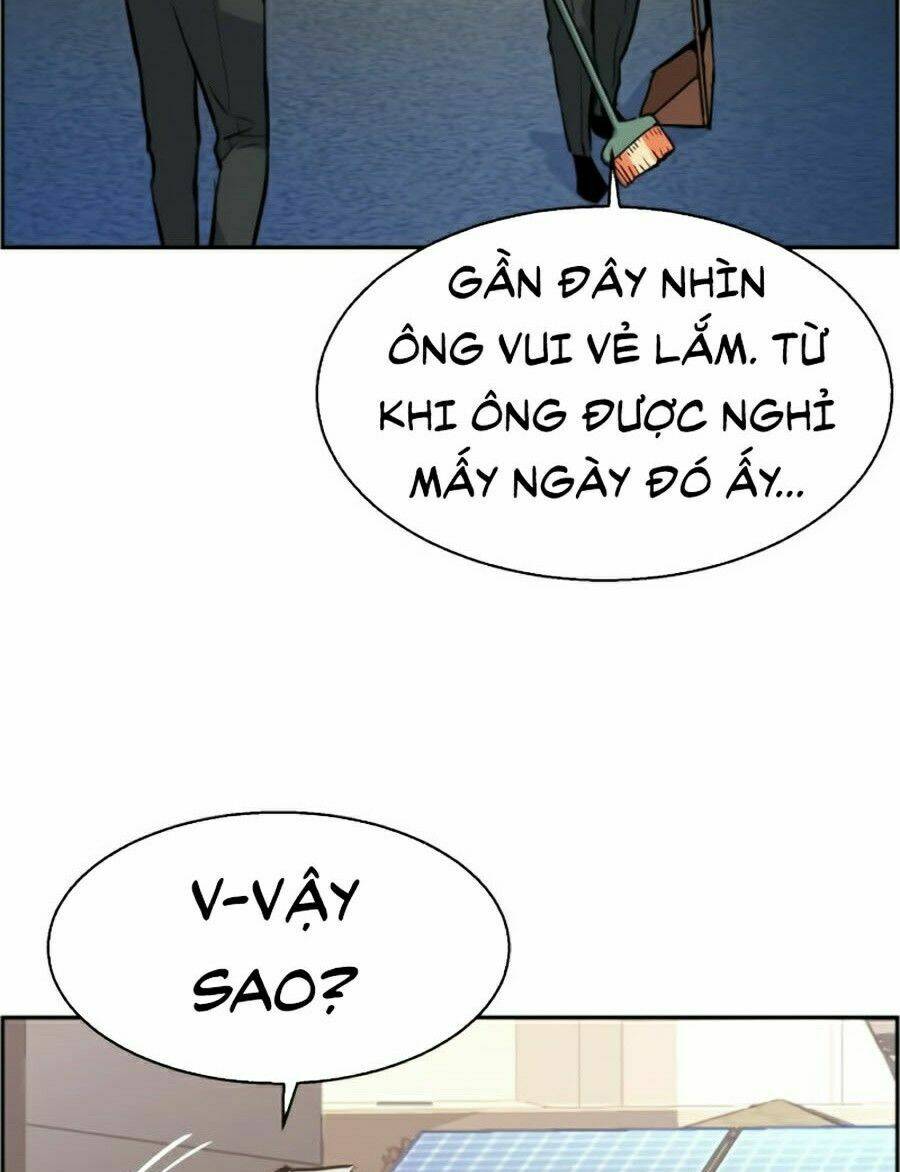 GẦN ĐÂY NHÌN
ÔNG VUI VẺ LẮM. TỪ
KHI ÔNG ĐƯỢC NGHỈ
MẤY NGÀY ĐÓ ẤY...
V-VẬY
SAO?